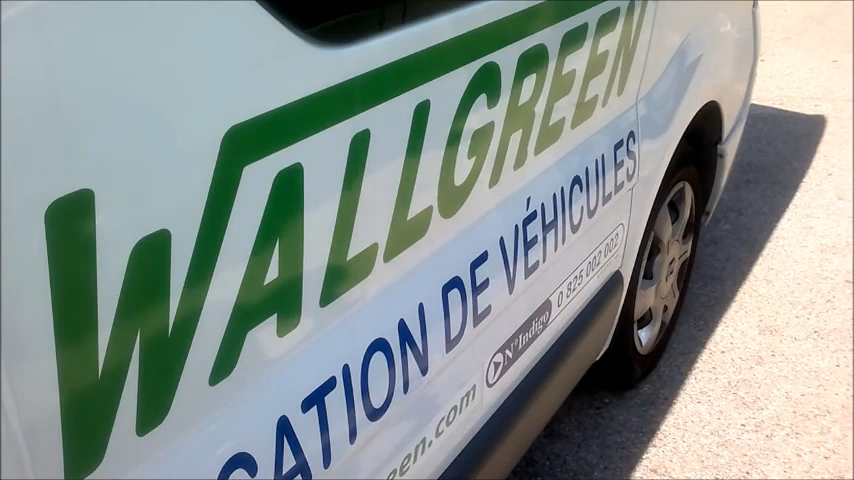 WALLGREEN
CATION DE VÉHICULES
N°Indigo 0 825 002 002
een.com